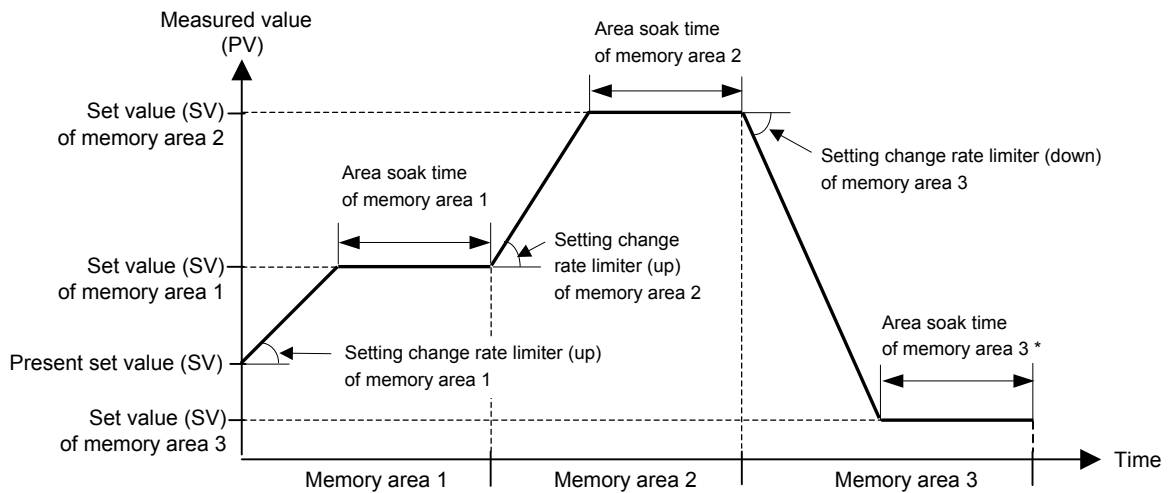 Measured value
(PV)
Area soak time
of memory area 2
Set value (SV)
of memory area 2
Setting change rate limiter (down)
of memory area 3
Area soak time
of memory area 1
Setting change
rate limiter (up)
of memory area 2
Set value (SV)
of memory area 1
Area soak time
of memory area 3 *
Present set value (SV)
Setting change rate limiter (up)
of memory area 1
Set value (SV)
of memory area 3
Time
Memory area 1
Memory area 2
Memory area 3